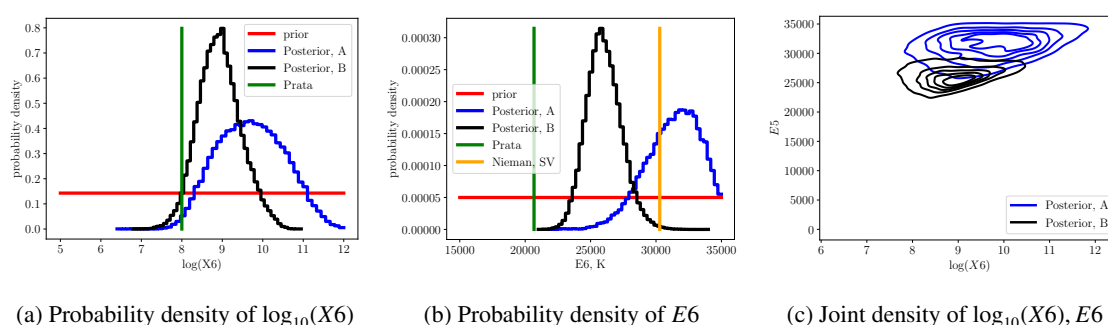 0.8
0.7
0.6
0.5
0.4
0.3
0.2
0.1
0.0
probability density
prior
Posterior, A
Posterior, B
Prata
5 6 7 8 9 10 11 12
log(X6)
(a) Probability density of log10(X6)
0.00030
0.00025
0.00020
0.00015
0.00010
0.00005
0.00000
probability density
prior
Posterior, A
Posterior, B
Prata
Nieman, SV
15000 20000 25000 30000 35000
E6, K
(b) Probability density of E6
35000
30000
25000
20000
15000
10000
5000
0
E5
Posterior, A
Posterior, B
6 7 8 9 10 11 12
log(X6)
(c) Joint density of log10(X6), E6